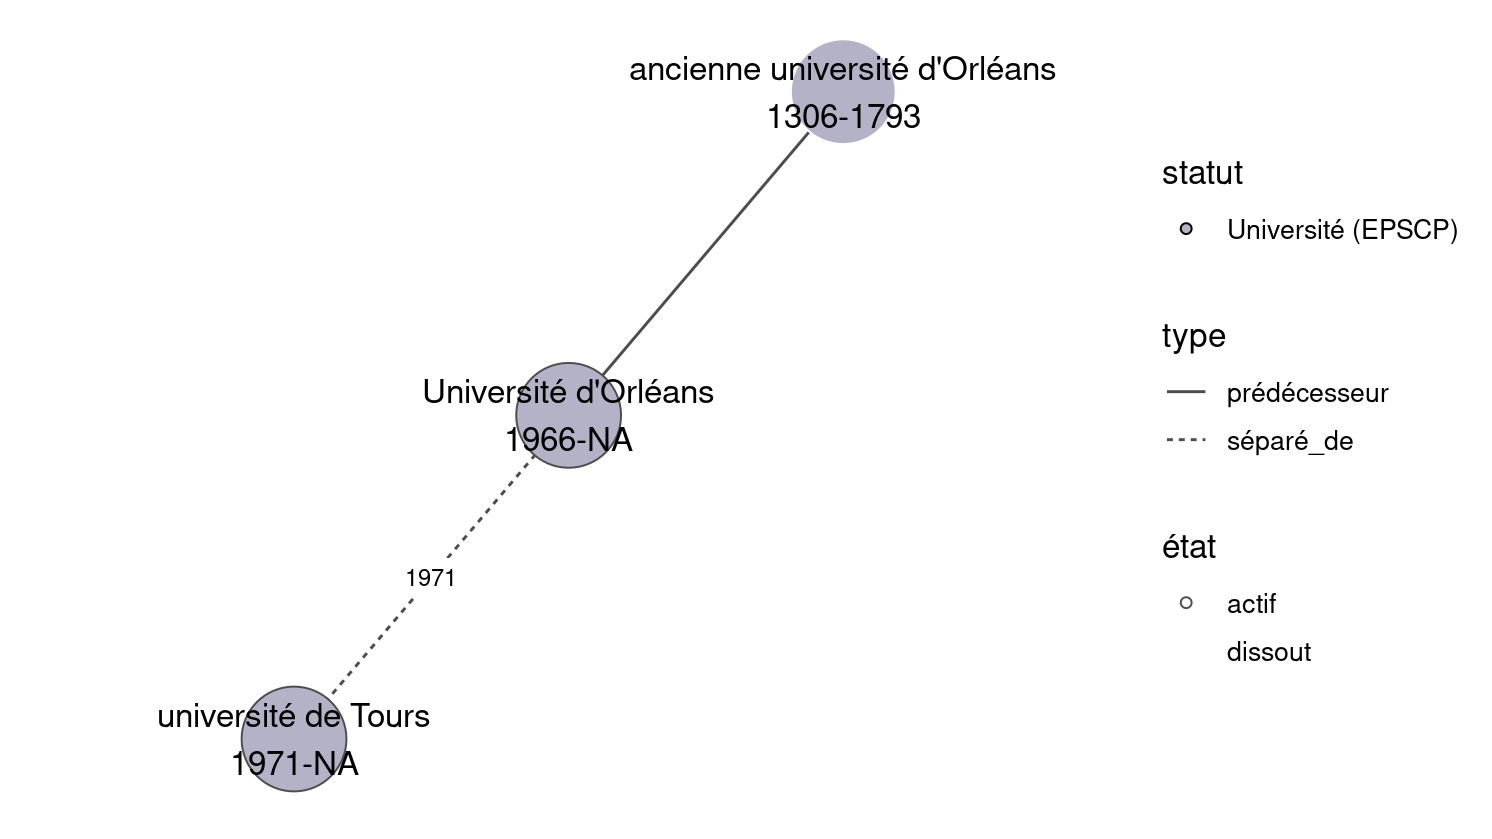 ancienne université d'Orléans
1306-1793
Université d'Orléans
1966-NA
1971
université de Tours
1971-NA
statut
Université (EPSCP)
type
prédécesseur
séparé_de
état
actif
dissout